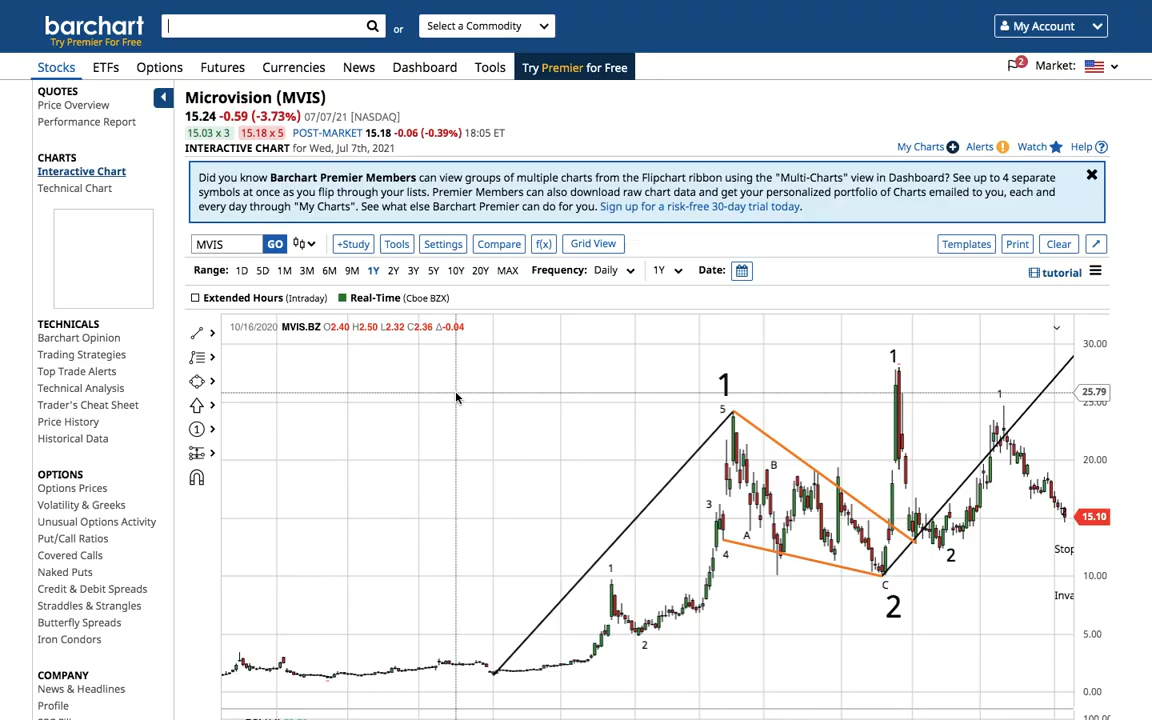 barchart
Try Premier For Free
or
Select a Commodity
My Account
Stocks ETFs Options Futures Currencies News Dashboard Tools Try Premier for Free
2 Market:
QUOTES
Price Overview
Performance Report
CHARTS
Interactive Chart
Technical Chart
TECHNICALS
Barchart Opinion
Trading Strategies
Top Trade Alerts
Technical Analysis
Trader's Cheat Sheet
Price History
Historical Data
OPTIONS
Options Prices
Volatility & Greeks
Unusual Options Activity
Put/Call Ratios
Covered Calls
Naked Puts
Credit & Debit Spreads
Straddles & Strangles
Butterfly Spreads
Iron Condors
COMPANY
News & Headlines
Profile
Microvision (MVIS)
15.24 -0.59 (-3.73%) 07/07/21 [NASDAQ]
15.03 x 3 15.18 x 5 POST-MARKET 15.18 -0.06 (-0.39%) 18:05 ET
INTERACTIVE CHART for Wed, Jul 7th, 2021
My Charts Alerts Watch Help
Did you know Barchart Premier Members can view groups of multiple charts from the Flipchart ribbon using the "Multi-Charts" view in Dashboard? See up to 4 separate
symbols at once as you flip through your lists. Premier Members can also download raw chart data and get your personalized portfolio of Charts emailed to you, each and
every day through "My Charts". See what else Barchart Premier can do for you. Sign up for a risk-free 30-day trial today.
MVIS GO +Study Tools Settings Compare f(x) Grid View Templates Print Clear
Range: 1D 5D 1M 3M 6M 9M 1Y 2Y 3Y 5Y 10Y 20Y MAX Frequency: Daily 1Y Date:
tutorial
Extended Hours (Intraday) Real-Time (Cboe BZX)
10/16/2020 MVIS.BZ O2.40 H2.50 L2.32 C2.36 Δ-0.04
30.00
1
1
25.79
25.00
1
5
B
20.00
3
15.10
A
4
2
Stop
1
10.00
C
Inva
2
5.00
2
0.00